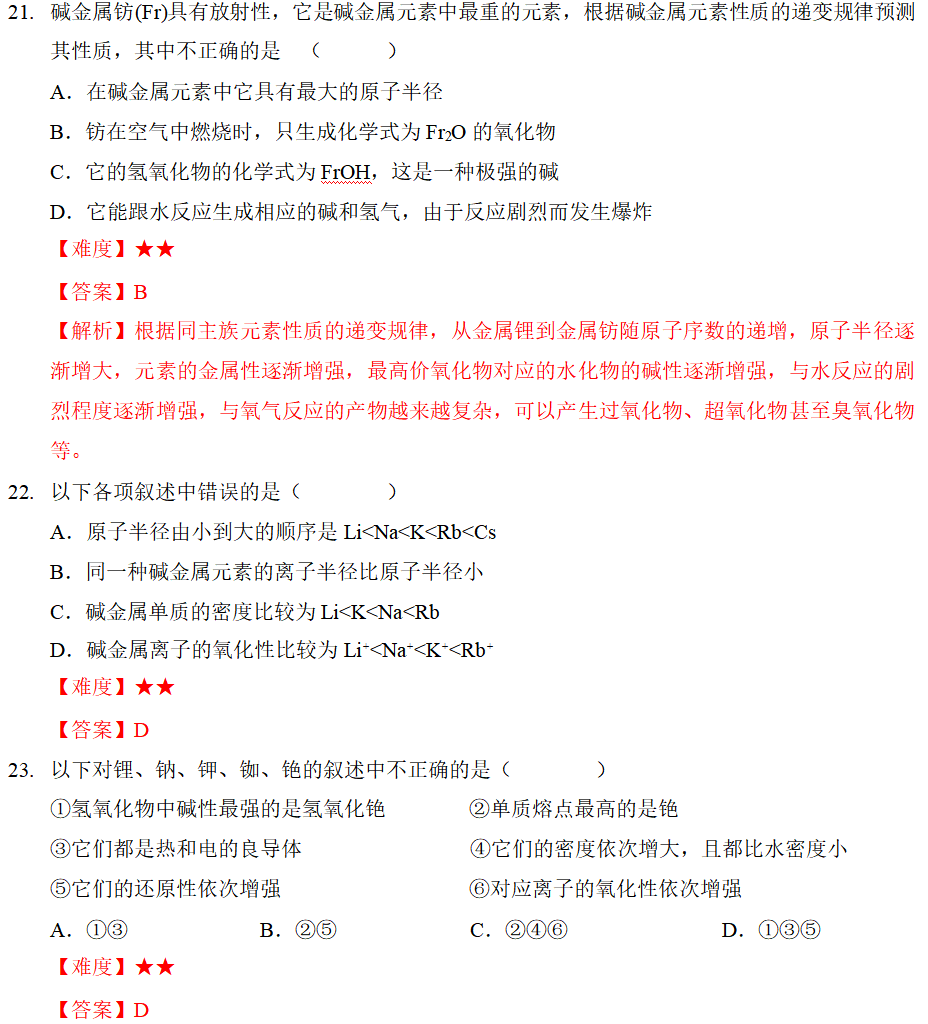 21. 碱金属钫(Fr)具有放射性，它是碱金属元素中最重的元素，根据碱金属元素性质的递变规律预测
其性质，其中不正确的是 （ ）
A．在碱金属元素中它具有最大的原子半径
B．钫在空气中燃烧时，只生成化学式为 Fr₂O 的氧化物
C．它的氢氧化物的化学式为 FrOH，这是一种极强的碱
D．它能跟水反应生成相应的碱和氢气，由于反应剧烈而发生爆炸
【难度】★★
【答案】B
【解析】根据同主族元素性质的递变规律，从金属锂到金属钫随原子序数的递增，原子半径逐
渐增大，元素的金属性逐渐增强，最高价氧化物对应的水化物的碱性逐渐增强，与水反应的剧
烈程度逐渐增强，与氧气反应的产物越来越复杂，可以产生过氧化物、超氧化物甚至臭氧化物
等。
22. 以下各项叙述中错误的是（ ）
A．原子半径由小到大的顺序是 Li<Na<K<Rb<Cs
B．同一种碱金属元素的离子半径比原子半径小
C．碱金属单质的密度比较为 Li<K<Na<Rb
D．碱金属离子的氧化性比较为 Li⁺<Na⁺<K⁺<Rb⁺
【难度】★★
【答案】D
23. 以下对锂、钠、钾、铷、铯的叙述中不正确的是（ ）
①氢氧化物中碱性最强的是氢氧化铯 ②单质熔点最高的是铯
③它们都是热和电的良导体 ④它们的密度依次增大，且都比水密度小
⑤它们的还原性依次增强 ⑥对应离子的氧化性依次增强
A．①③ B．②⑤ C．②④⑥ D．①③⑤
【难度】★★
【答案】D